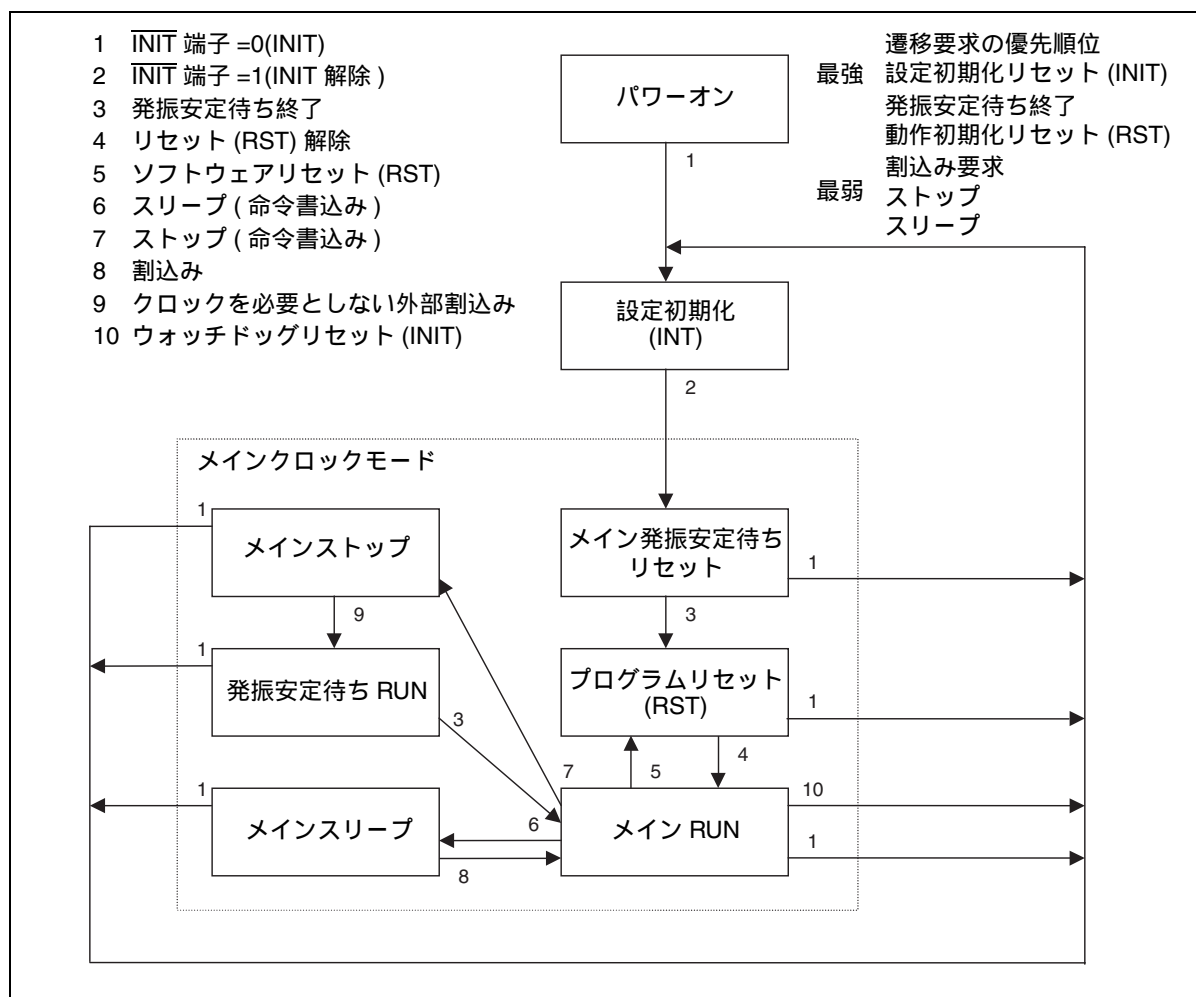 1 INIT 端子 =0(INIT)
2 INIT 端子 =1(INIT 解除 )
3 発振安定待ち終了
4 リセット (RST) 解除
5 ソフトウェアリセット (RST)
6 スリープ ( 命令書込み )
7 ストップ ( 命令書込み )
8 割込み
9 クロックを必要としない外部割込み
10 ウォッチドッグリセット (INIT)
遷移要求の優先順位
最強 設定初期化リセット (INIT)
発振安定待ち終了
動作初期化リセット (RST)
割込み要求
最弱 ストップ
スリープ
パワーオン
1
設定初期化
(INT)
2
メインクロックモード
1
メインストップ
メイン発振安定待ち
リセット
1
9
3
1
発振安定待ち RUN
プログラムリセット
(RST)
1
3
4
7
5
1
メインスリープ
6
8
メイン RUN
10
1